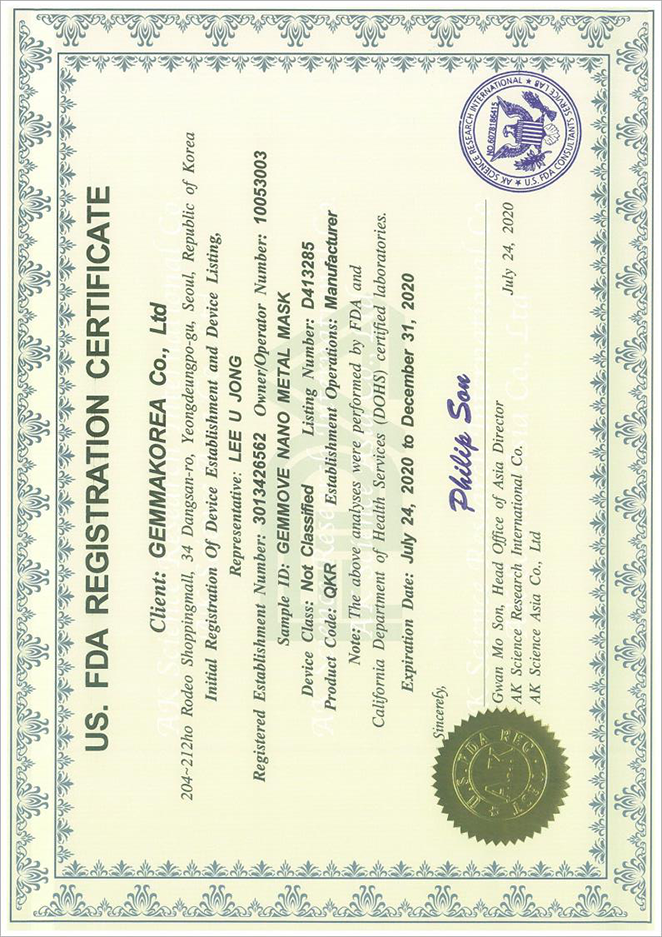 US. FDA REGISTRATION CERTIFICATE
Client: GEMMAKOREA Co., Ltd
204~212ho Rodeo Shoppingmall, 34 Dangsan-ro, Yeongdeungpo-gu, Seoul, Republic of Korea
Initial Registration Of Device Establishment and Device Listing,
Representative: LEE U JONG
Registered Establishment Number: 3013426562 Owner/Operator Number: 10053003
Sample ID: GEMMOVE NANO METAL MASK
Device Class: Not Classified Listing Number: D413285
Product Code: QKR Establishment Operations: Manufacturer
Note: The above analyses were performed by FDA and
California Department of Health Services (DOHS) certified laboratories.
Expiration Date: July 24, 2020 to December 31, 2020
Sincerely,
Philip Son
Gwan Mo Son, Head Office of Asia Director
July 24, 2020
AK Science Research International Co.
AK Science Asia Co., Ltd
AK SCIENCE RESEARCH INTERNATIONAL
U.S. FDA CONSULTANTS SERVICE LAB